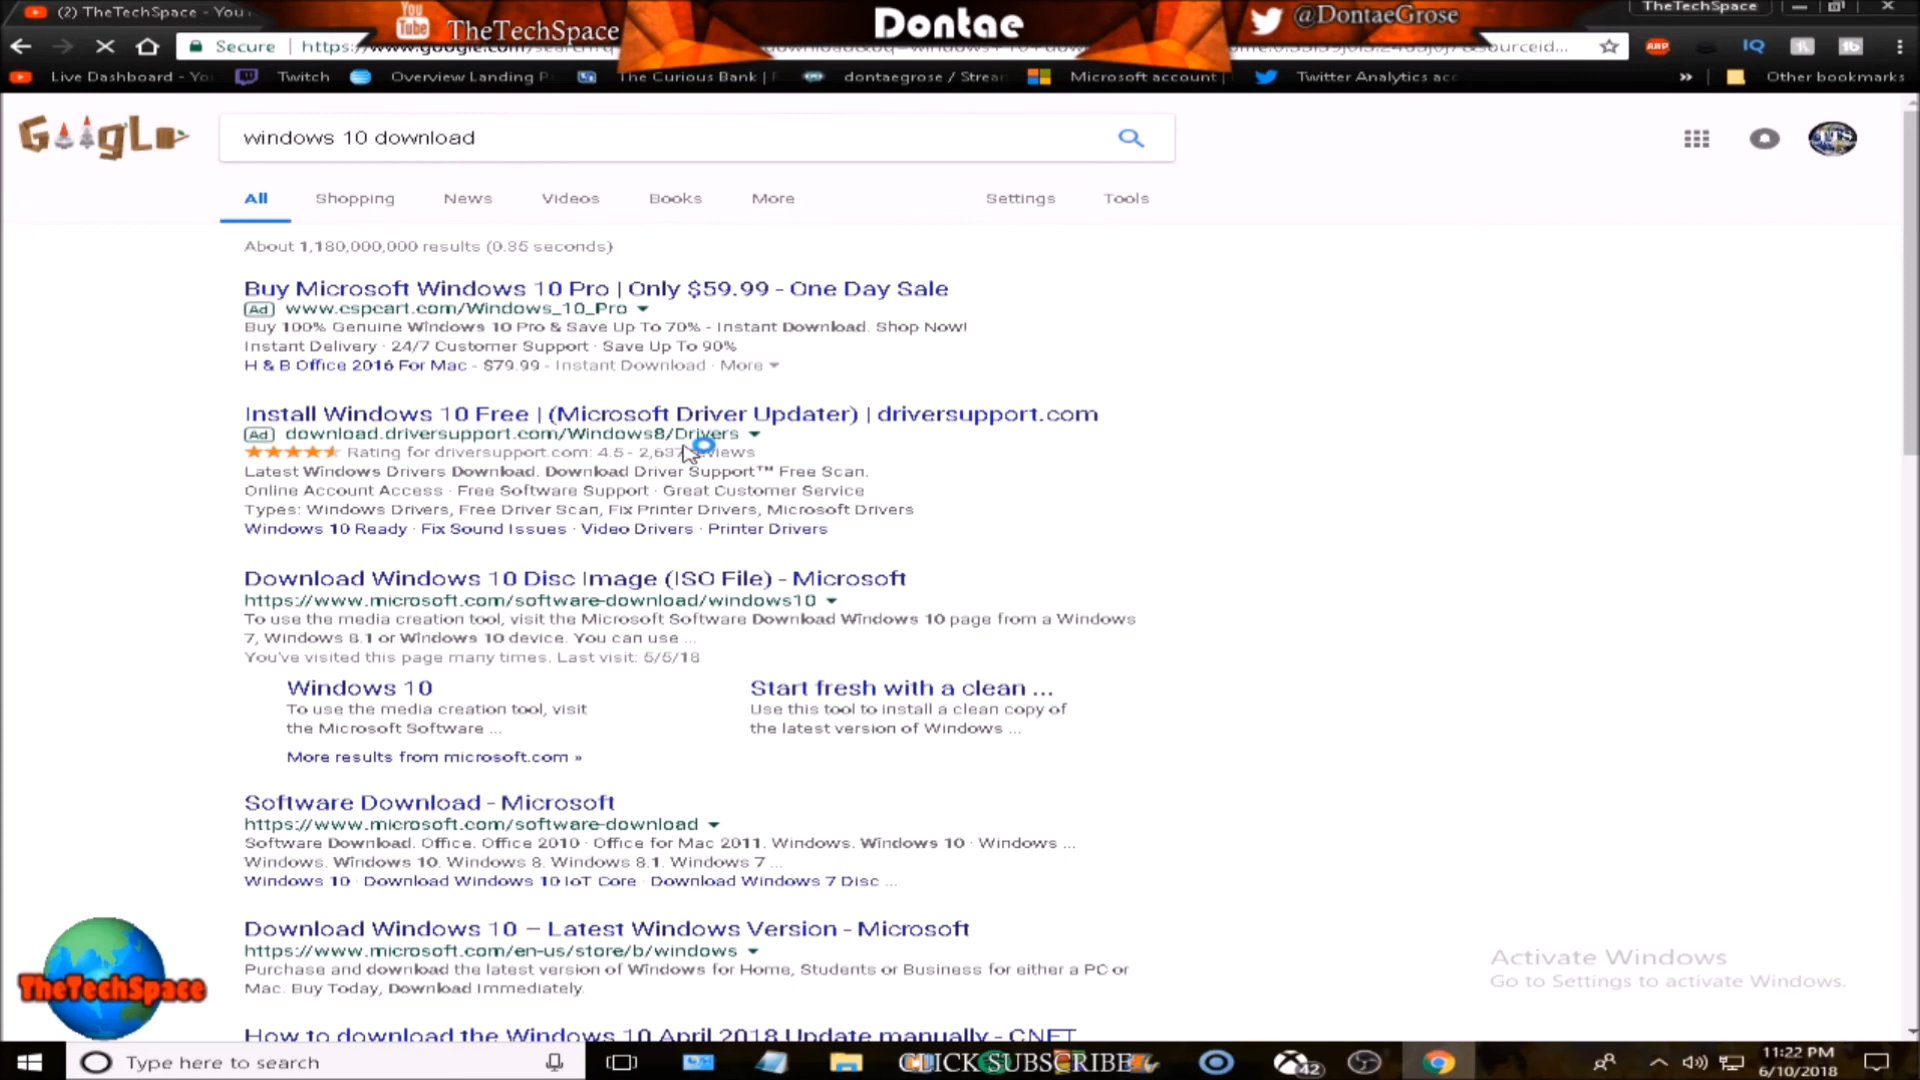 (2) TheTechSpace - You
You Tube TheTechSpace
Dontae
@DontaeGrose
TheTechSpace
Secure
Live Dashboard - Yo
Twitch
Overview Landing P
The Curious Bank | F
dontaegrose / Strear
Microsoft account |
Twitter Analytics acc
»
Other bookmarks
windows 10 download
All Shopping News Videos Books More Settings Tools
About 1,180,000,000 results (0.35 seconds)
Buy Microsoft Windows 10 Pro | Only $59.99 - One Day Sale
Ad www.cspcart.com/Windows_10_Pro
Buy 100% Genuine Windows 10 Pro & Save Up To 70% - Instant Download. Shop Now!
Instant Delivery · 24/7 Customer Support · Save Up To 90%
H & B Office 2016 For Mac - $79.99 - Instant Download · More
Install Windows 10 Free | (Microsoft Driver Updater) | driversupport.com
Ad download.driversupport.com/Windows8/Drivers
Rating for driversupport.com: 4.5 - 2,637 reviews
Latest Windows Drivers Download. Download Driver Support™ Free Scan.
Online Account Access · Free Software Support · Great Customer Service
Types: Windows Drivers, Free Driver Scan, Fix Printer Drivers, Microsoft Drivers
Windows 10 Ready · Fix Sound Issues · Video Drivers · Printer Drivers
Download Windows 10 Disc Image (ISO File) - Microsoft
https://www.microsoft.com/software-download/windows10
To use the media creation tool, visit the Microsoft Software Download Windows 10 page from a Windows
7, Windows 8.1 or Windows 10 device. You can use ...
You've visited this page many times. Last visit: 5/5/18
Windows 10
To use the media creation tool, visit
the Microsoft Software ...
Start fresh with a clean ...
Use this tool to install a clean copy of
the latest version of Windows ...
More results from microsoft.com »
Software Download - Microsoft
https://www.microsoft.com/software-download
Software Download. Office. Office 2010 · Office for Mac 2011. Windows. Windows 10 · Windows ...
Windows. Windows 10. Windows 8. Windows 8.1. Windows 7 ...
Windows 10 · Download Windows 10 IoT Core · Download Windows 7 Disc ...
Download Windows 10 – Latest Windows Version - Microsoft
https://www.microsoft.com/en-us/store/b/windows
Purchase and download the latest version of Windows for Home, Students or Business for either a PC or
Mac. Buy Today, Download Immediately.
How to download the Windows 10 April 2018 Update manually - CNET
TheTechSpace
Activate Windows
Go to Settings to activate Windows.
Type here to search
CLICK SUBSCRIBE
42
11:22 PM
6/10/2018